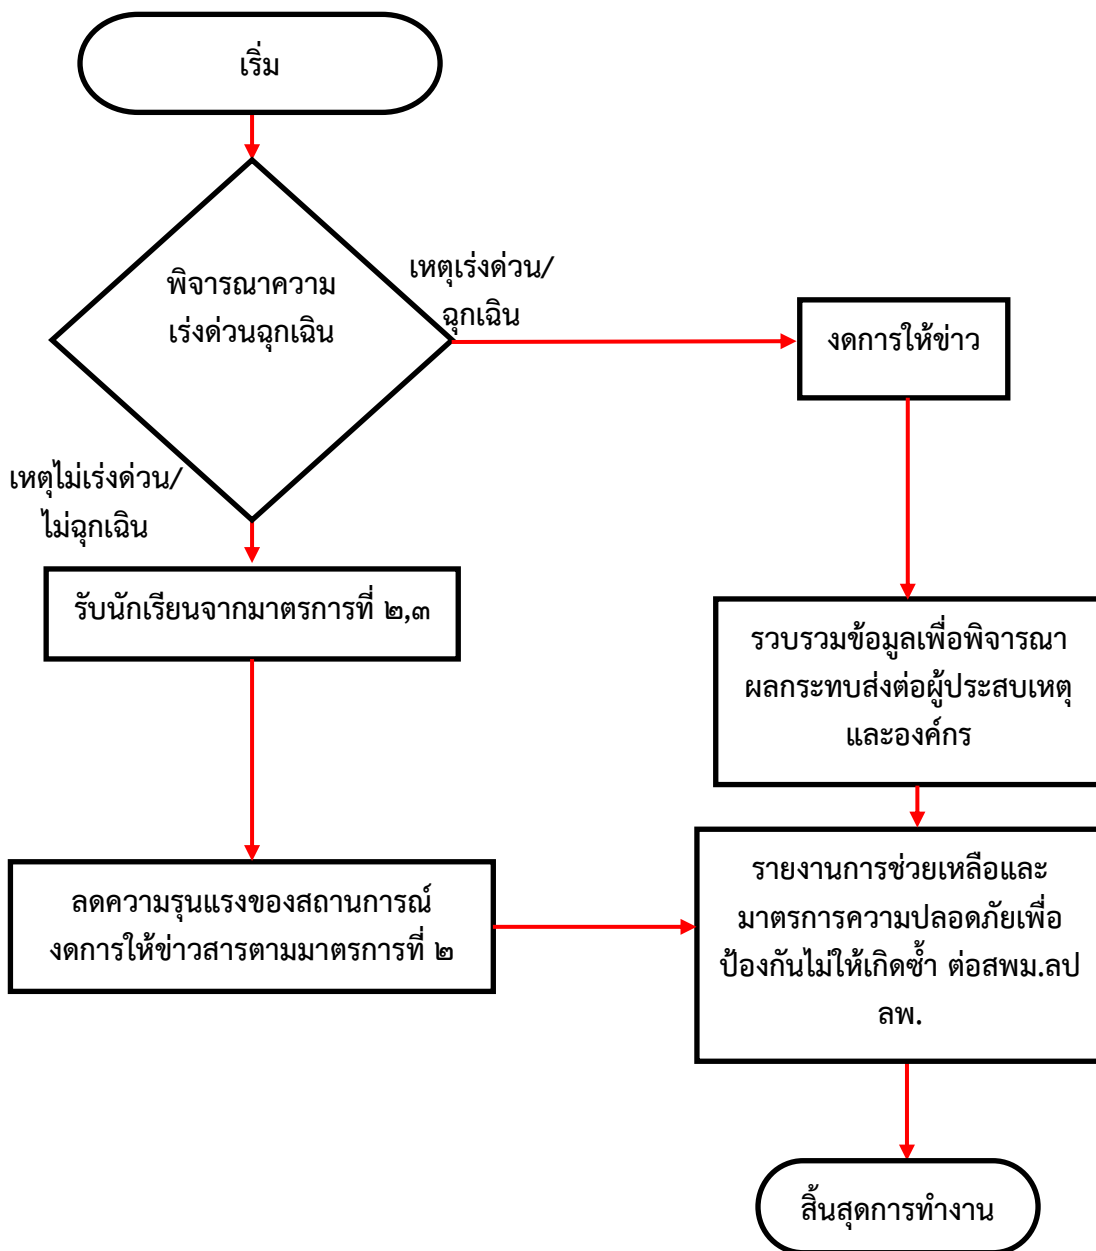 เริ่ม
พิจารณาความ
เร่งด่วนฉุกเฉิน
เหตุเร่งด่วน/
ฉุกเฉิน
งดการให้ข่าว
เหตุไม่เร่งด่วน/
ไม่ฉุกเฉิน
รับนักเรียนจากมาตรการที่ ๒,๓
รวบรวมข้อมูลเพื่อพิจารณา
ผลกระทบส่งต่อผู้ประสบเหตุ
และองค์กร
ลดความรุนแรงของสถานการณ์
งดการให้ข่าวสารตามมาตรการที่ ๒
รายงานการช่วยเหลือและ
มาตรการความปลอดภัยเพื่อ
ป้องกันไม่ให้เกิดซ้ำ ต่อสพม.ลป
ลพ.
สิ้นสุดการทำงาน